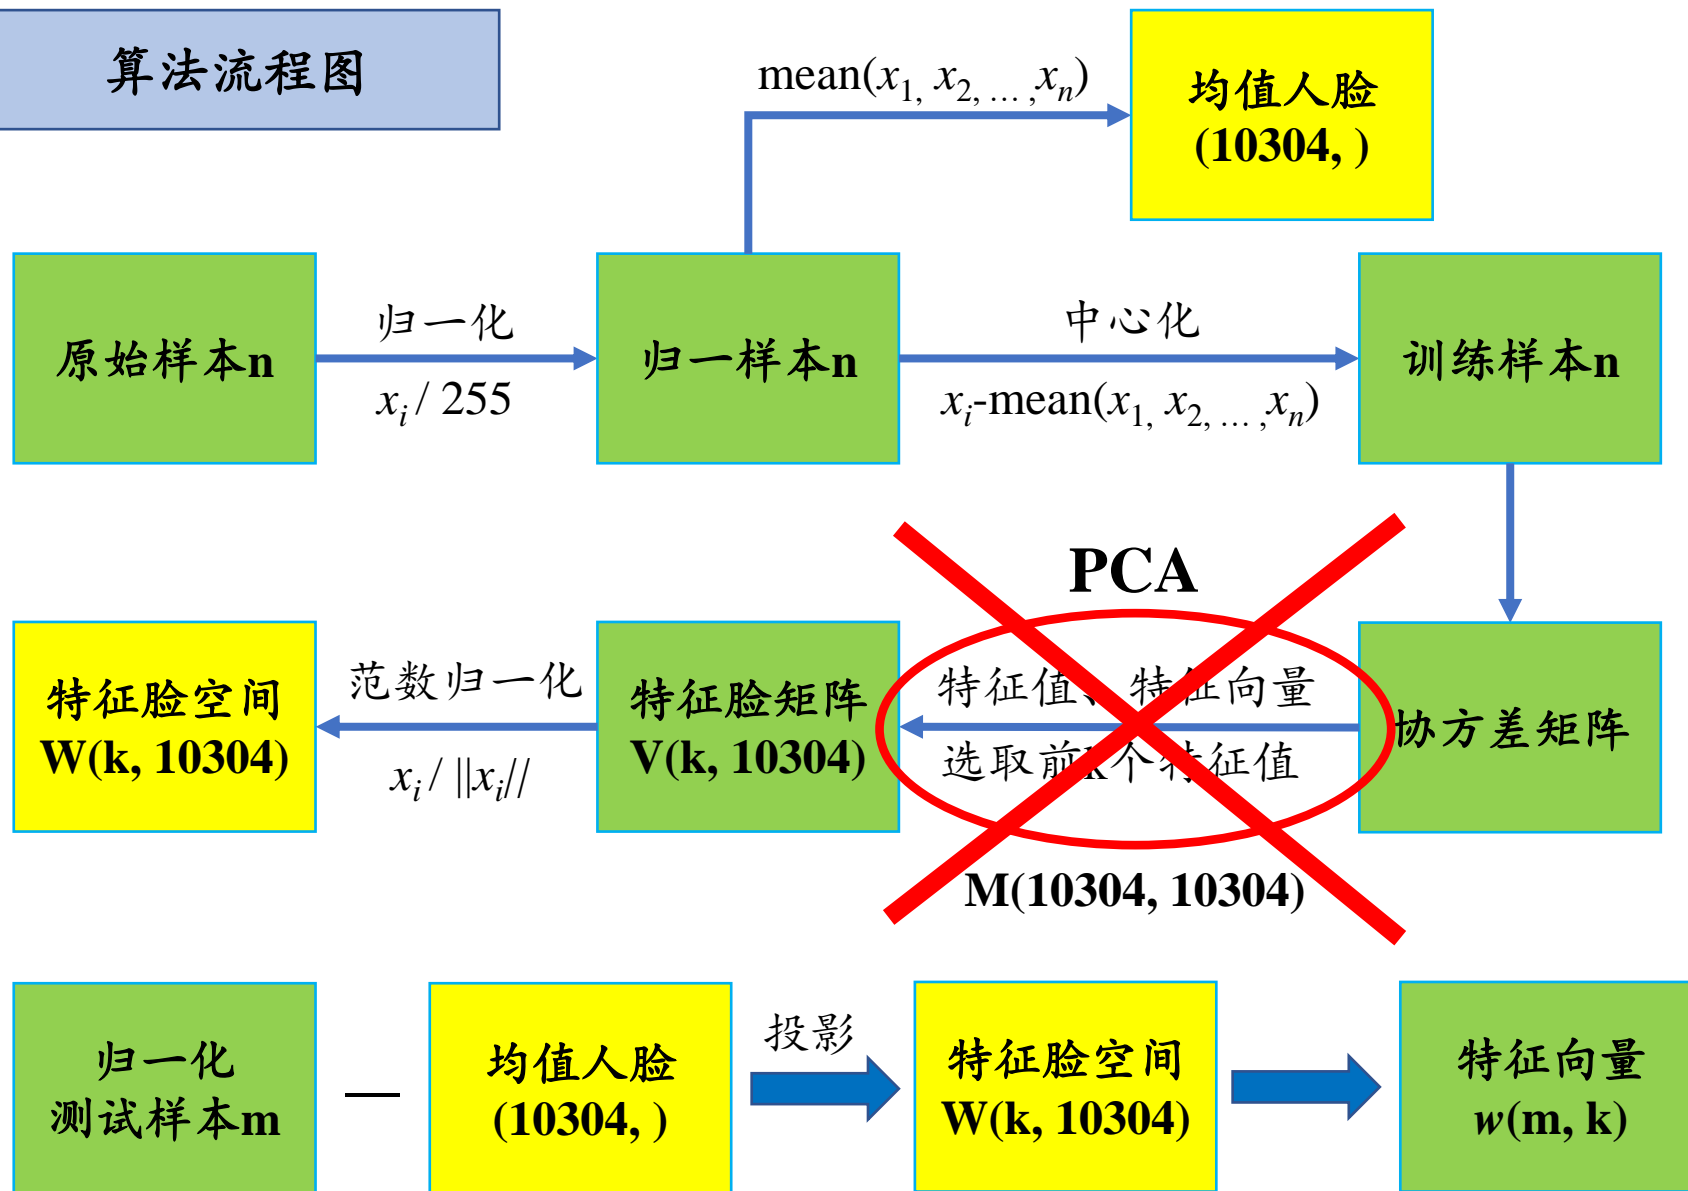 算法流程图
mean(x1, x2, ... ,xn)
均值人脸
(10304, )
原始样本n
归一化
xi / 255
归一样本n
中心化
xi-mean(x1, x2, ... ,xn)
训练样本n
PCA
特征脸空间
W(k, 10304)
范数归一化
xi / ||xi//
特征脸矩阵
V(k, 10304)
特征值、特征向量
选取前k个特征值
协方差矩阵
M(10304, 10304)
归一化
测试样本m
—
均值人脸
(10304, )
投影
特征脸空间
W(k, 10304)
特征向量
w(m, k)